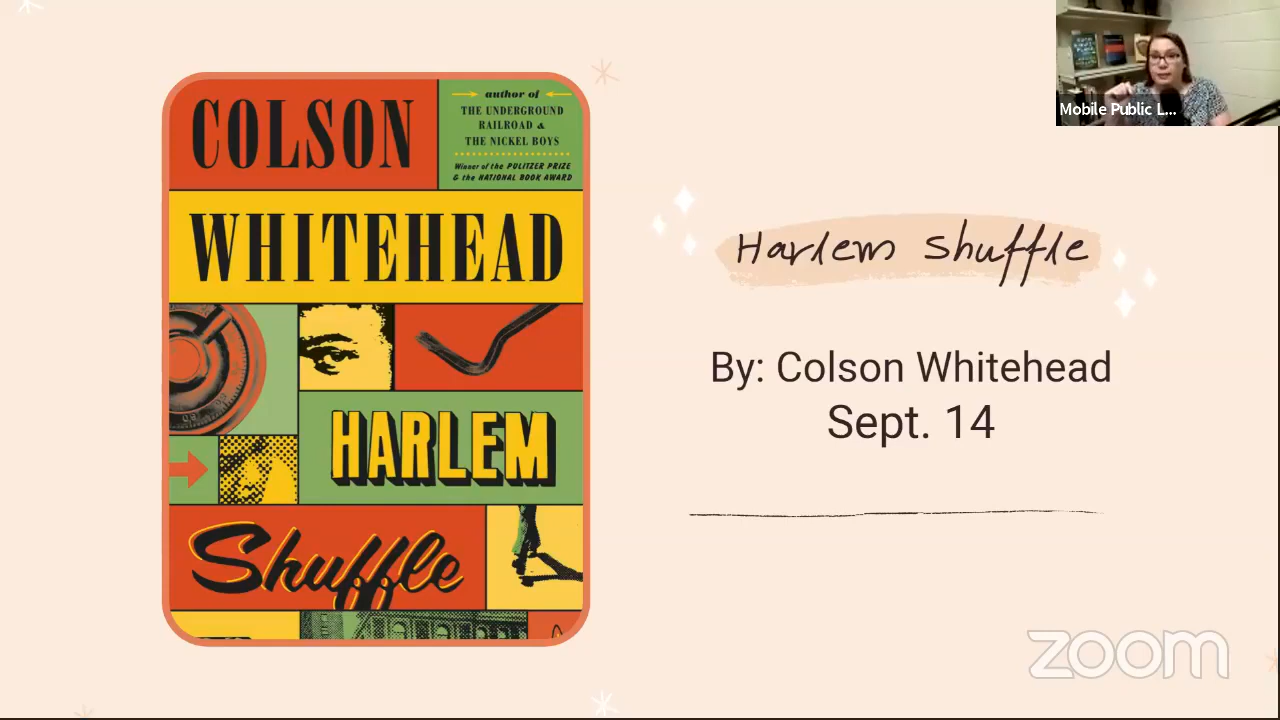 COLSON
author of
THE UNDERGROUND
RAILROAD &
THE NICKEL BOYS
Winner of the PULITZER PRIZE
& the NATIONAL BOOK AWARD
WHITEHEAD
HARLEM
Shuffle
Harlem Shuffle
By: Colson Whitehead
Sept. 14
Mobile Public L...
zoom